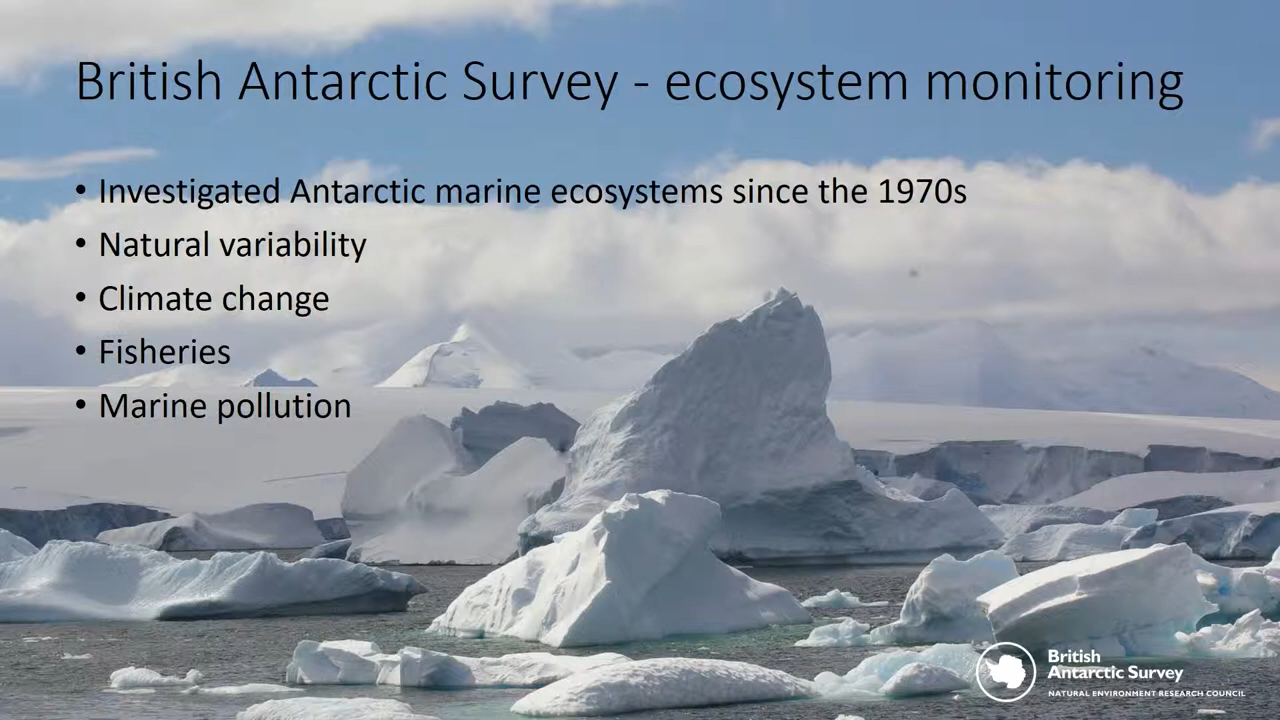 British Antarctic Survey - ecosystem monitoring
• Investigated Antarctic marine ecosystems since the 1970s
• Natural variability
• Climate change
• Fisheries
• Marine pollution
British
Antarctic Survey
NATURAL ENVIRONMENT RESEARCH COUNCIL